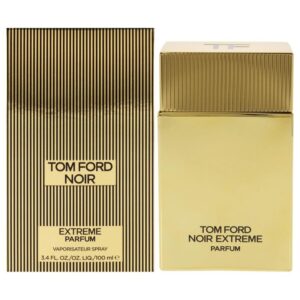 TOM FORD
NOIR
EXTREME
PARFUM
VAPORISATEUR SPRAY
3.4 FL. OZ./OZ. LIQ./100 ml ℮
TF
TOM FORD
NOIR EXTREME
PARFUM